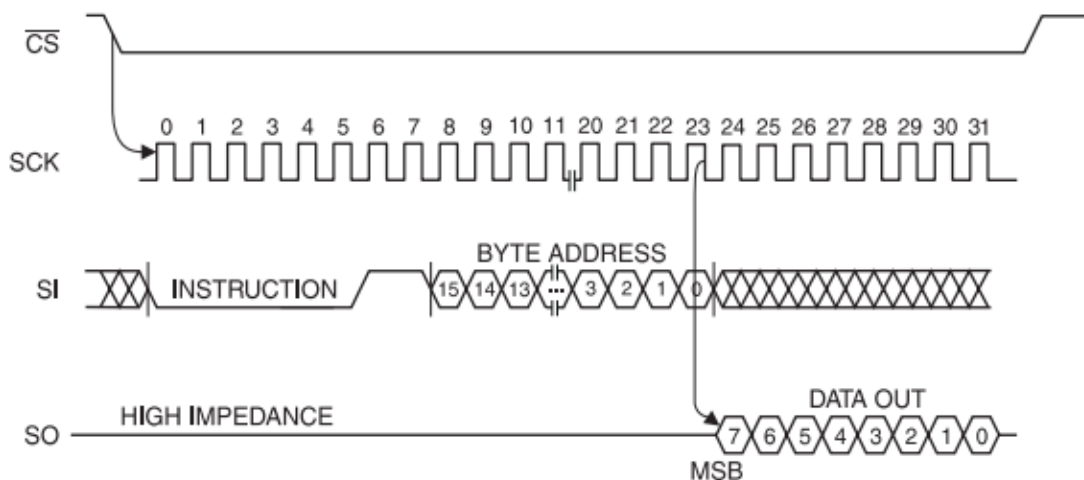 CS
0 1 2 3 4 5 6 7 8 9 10 11 20 21 22 23 24 25 26 27 28 29 30 31
SCK
BYTE ADDRESS
SI INSTRUCTION 15 14 13 ... 3 2 1 0
HIGH IMPEDANCE DATA OUT
SO 7 6 5 4 3 2 1 0
MSB